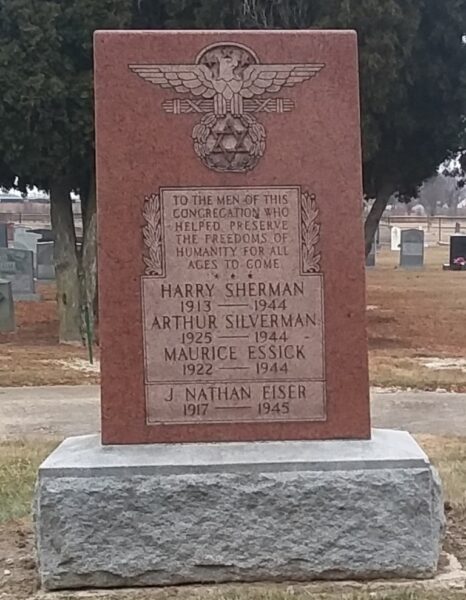 TO THE MEN OF THIS
CONGREGATION WHO
HELPED PRESERVE
THE FREEDOMS OF
HUMANITY FOR ALL
AGES TO COME.
HARRY SHERMAN
1913 — 1944
ARTHUR SILVERMAN
1925 — 1944
MAURICE ESSICK
1922 — 1944
J. NATHAN EISER
1917 — 1945